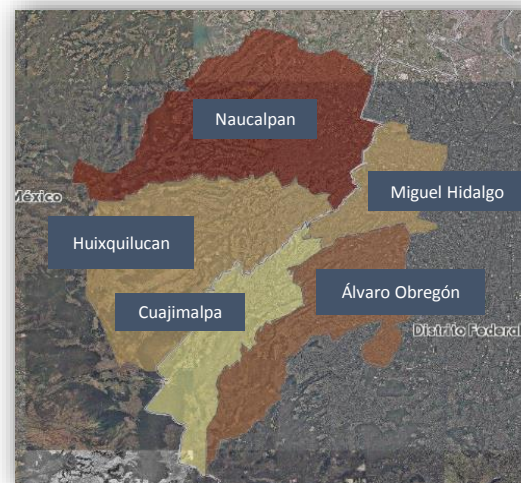 Naucalpan
Miguel Hidalgo
México
Huixquilucan
Álvaro Obregón
Cuajimalpa
Distrito Federal